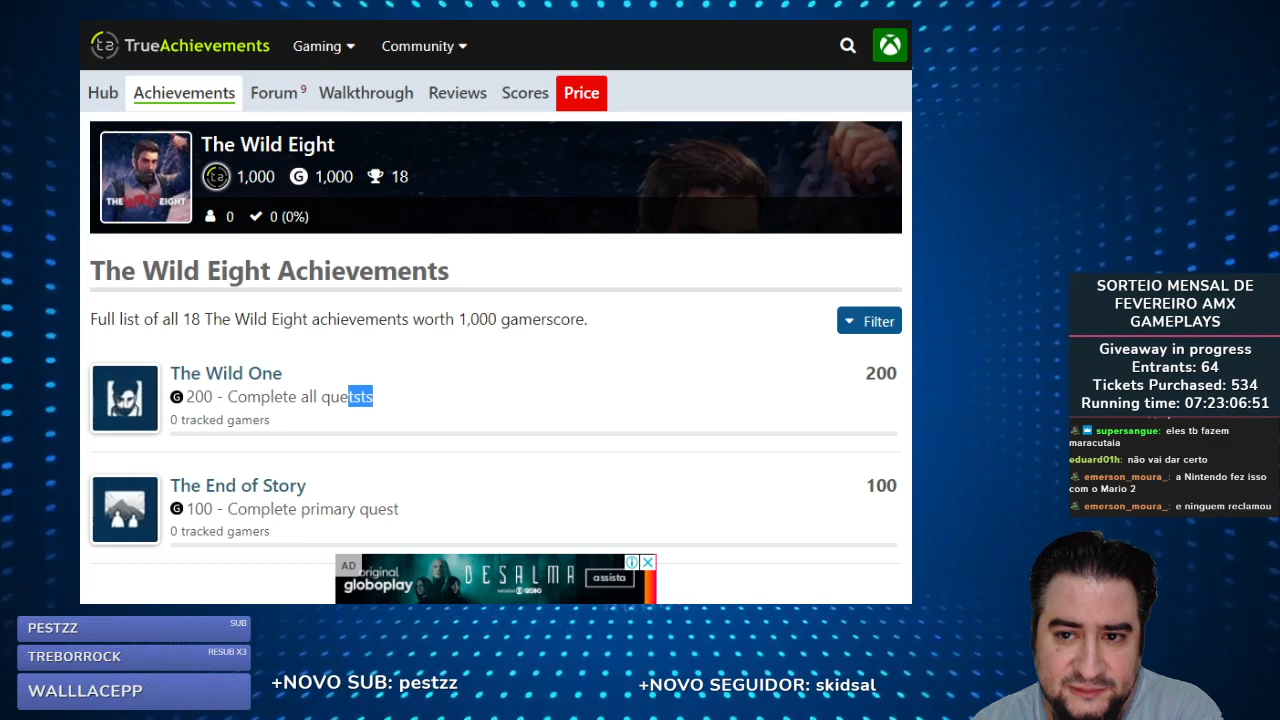 TrueAchievements Gaming Community
Hub Achievements Forum 9 Walkthrough Reviews Scores Price
The Wild Eight
1,000 G 1,000 18
THE WILD EIGHT
0 0 (0%)
The Wild Eight Achievements
Full list of all 18 The Wild Eight achievements worth 1,000 gamerscore.
Filter
The Wild One
200
G 200 - Complete all quetsts
0 tracked gamers
The End of Story
100
G 100 - Complete primary quest
0 tracked gamers
AD
original
globoplay
DESALMA
assista
SORTEIO MENSAL DE
FEVEREIRO AMX
GAMEPLAYS
Giveaway in progress
Entrants: 64
Tickets Purchased: 534
Running time: 07:23:06:51
supersangue: eles tb fazem
maracutaia
eduard01h: não vai dar certo
emerson_moura_: a Nintendo fez isso
com o Mario 2
emerson_moura_: e ninguem reclamou
PESTZZ SUB
TREBORROCK RESUB X3
WALLLACEPP
+NOVO SUB: pestzz
+NOVO SEGUIDOR: skidsal